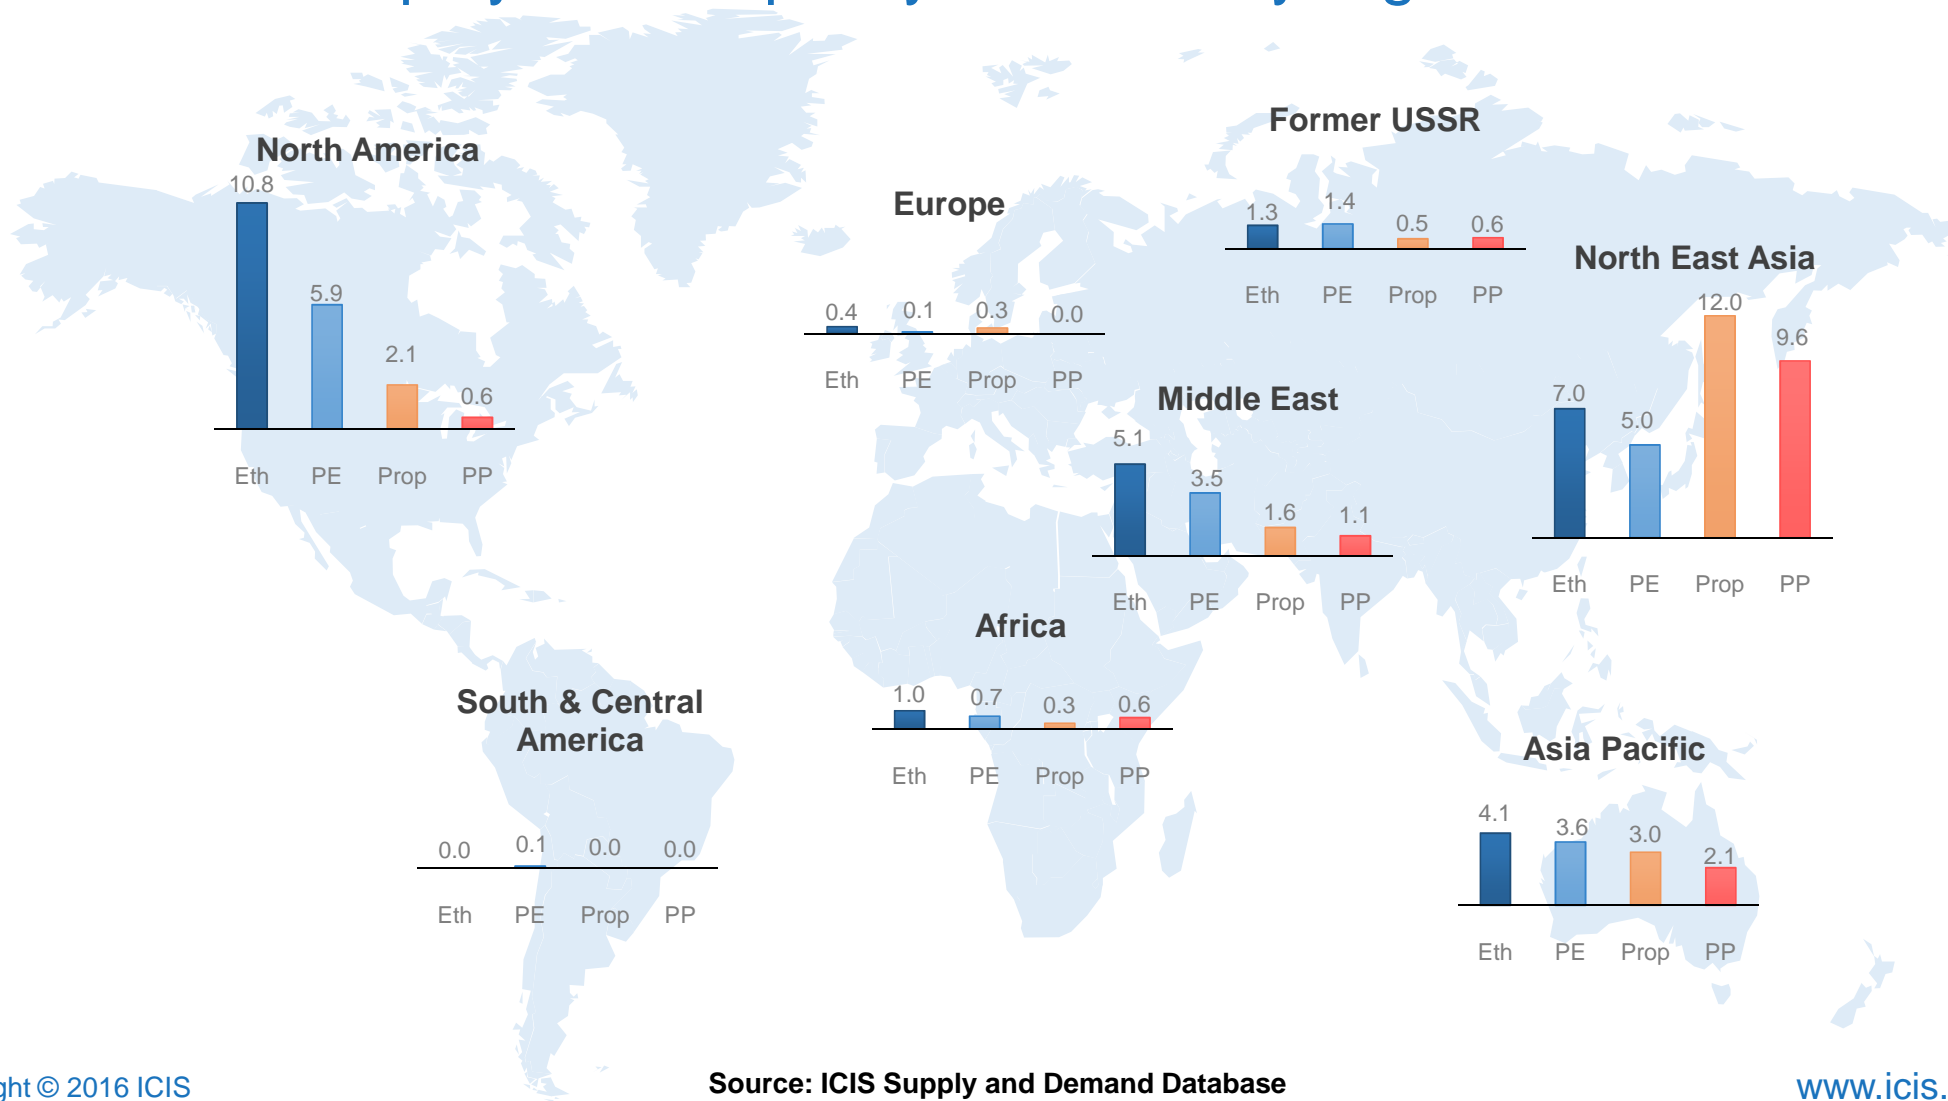 North America
10.8
5.9
2.1
0.6
Eth PE Prop PP
Europe
0.4 0.1 0.3 0.0
Eth PE Prop PP
Former USSR
1.3 1.4 0.5 0.6
Eth PE Prop PP
North East Asia
7.0 5.0 12.0 9.6
Eth PE Prop PP
Middle East
5.1 3.5 1.6 1.1
Eth PE Prop PP
Africa
1.0 0.7 0.3 0.6
Eth PE Prop PP
South & Central
America
0.0 0.1 0.0 0.0
Eth PE Prop PP
Asia Pacific
4.1 3.6 3.0 2.1
Eth PE Prop PP
ght © 2016 ICIS
Source: ICIS Supply and Demand Database
www.icis.